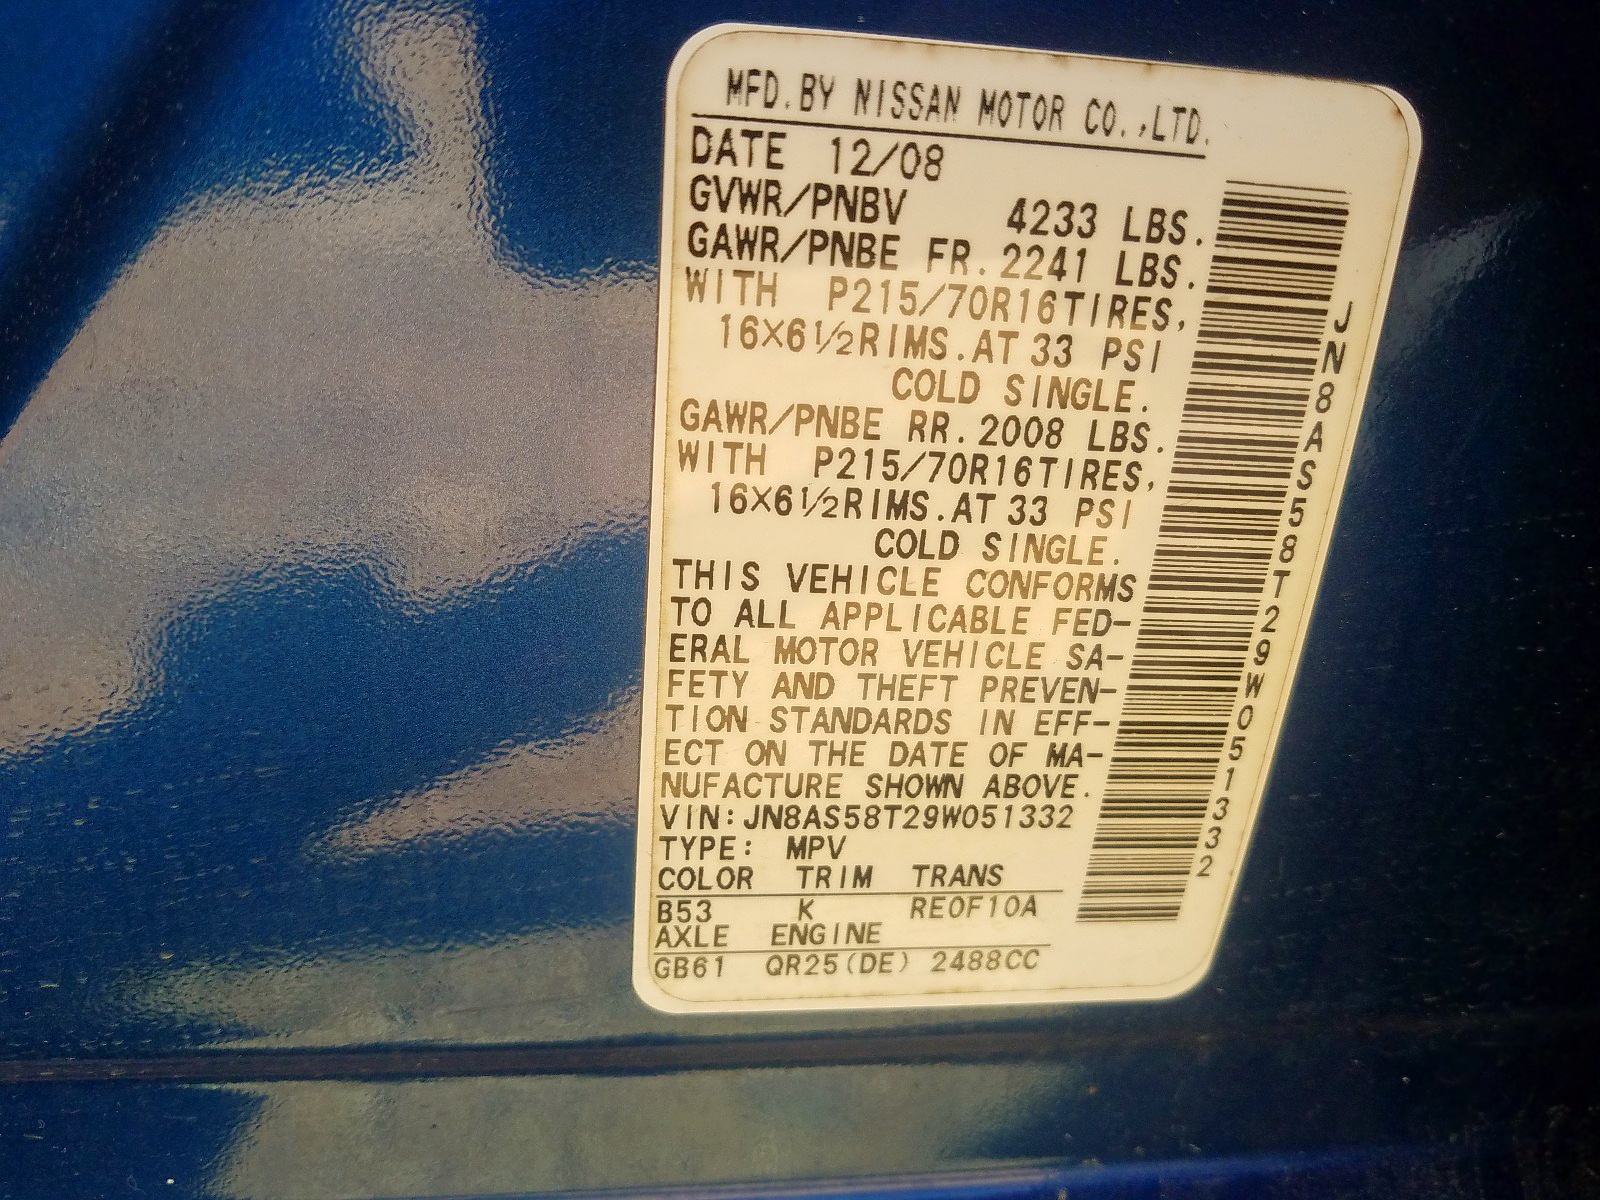 MFD.BY NISSAN MOTOR CO.,LTD.
DATE 12/08
GVWR/PNBV 4233 LBS.
GAWR/PNBE FR. 2241 LBS.
WITH P215/70R16TIRES,
16X6½RIMS.AT 33 PSI
COLD SINGLE.
GAWR/PNBE RR. 2008 LBS.
WITH P215/70R16TIRES,
16X6½RIMS.AT 33 PSI
COLD SINGLE.
THIS VEHICLE CONFORMS
TO ALL APPLICABLE FED-
ERAL MOTOR VEHICLE SA-
FETY AND THEFT PREVEN-
TION STANDARDS IN EFF-
ECT ON THE DATE OF MA-
NUFACTURE SHOWN ABOVE.
VIN:JN8AS58T29W051332
TYPE: MPV
COLOR TRIM TRANS
B53 K RE0F10A
AXLE ENGINE
GB61 QR25(DE) 2488CC
JN8AS58T29W051332